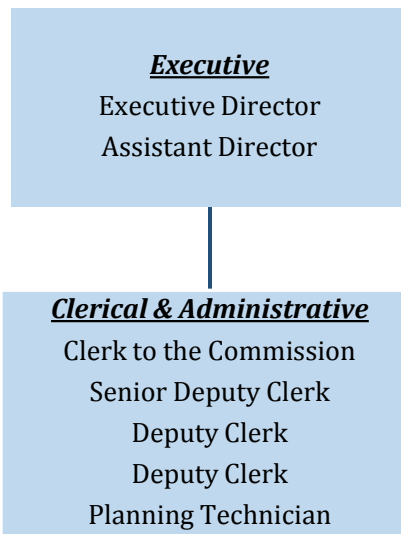 Executive
Executive Director
Assistant Director
Clerical & Administrative
Clerk to the Commission
Senior Deputy Clerk
Deputy Clerk
Deputy Clerk
Planning Technician